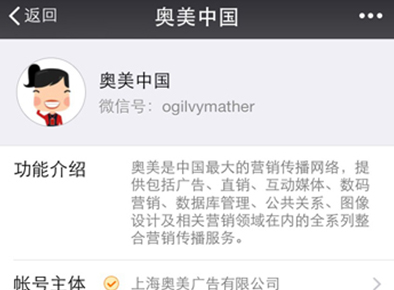 返回 奥美中国
奥美中国
微信号：ogilvymather
功能介绍 奥美是中国最大的营销传播网络，提
供包括广告、直销、互动媒体、数码
营销、数据库管理、公共关系、图像
设计及相关营销领域在内的全系列整
合营销传播服务。
帐号主体 上海奥美广告有限公司